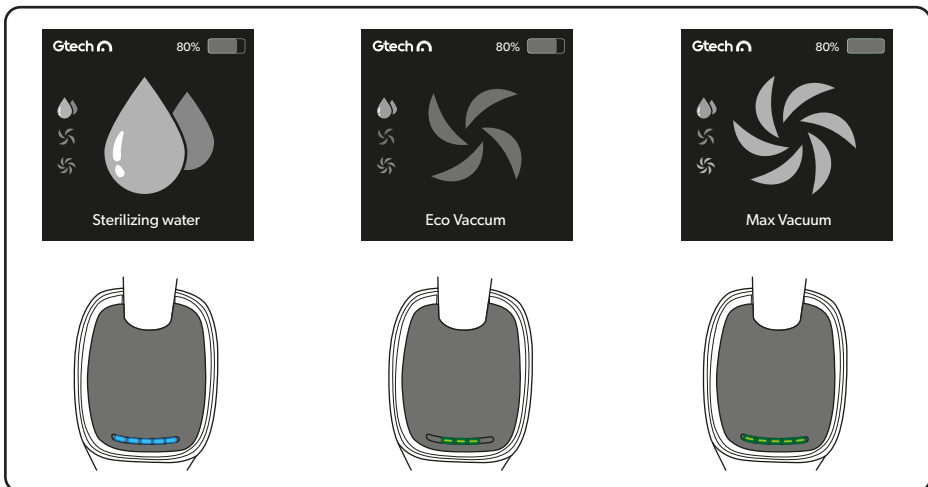 Gtech 80%
Sterilizing water
Gtech 80%
Eco Vaccum
Gtech 80%
Max Vacuum